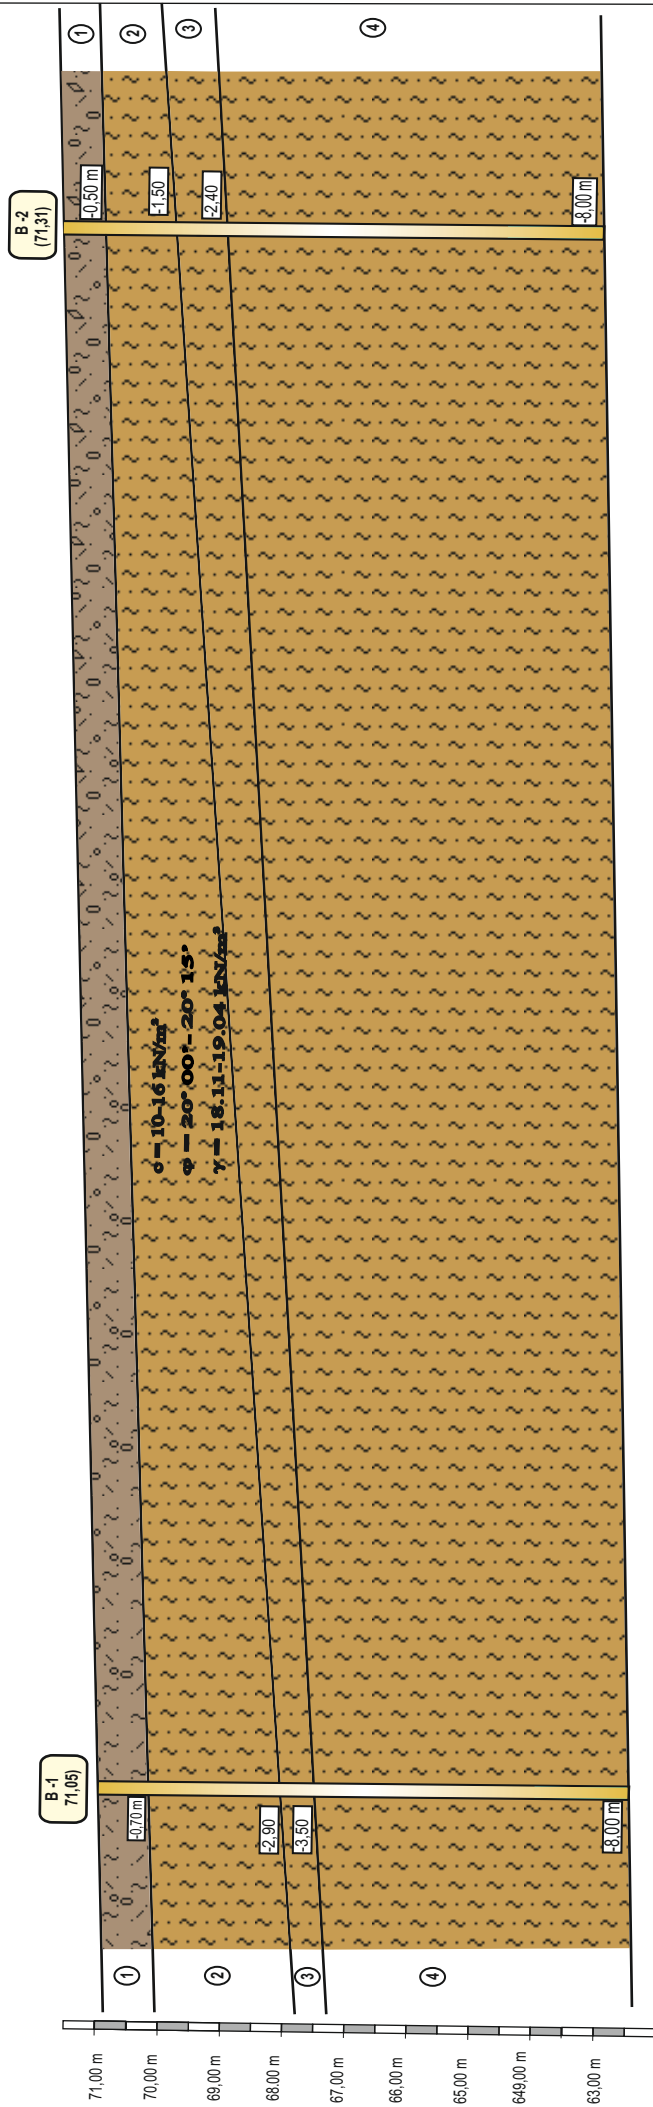 B -1
71,05)
B -2
(71,31)
-0,70 m
-2,90
-3,50
-8,00 m
-0,50 m
-1,50
-2,40
-8,00 m
c = 10-16 kN/m²
φ = 20° 00°- 20° 15°
γ = 18.11-19.04 kN/m³
1
2
3
4
1
2
3
4
71,00 m
70,00 m
69,00 m
68.00 m
67,00 m
66,00 m
65,00 m
649,00 m
63,00 m